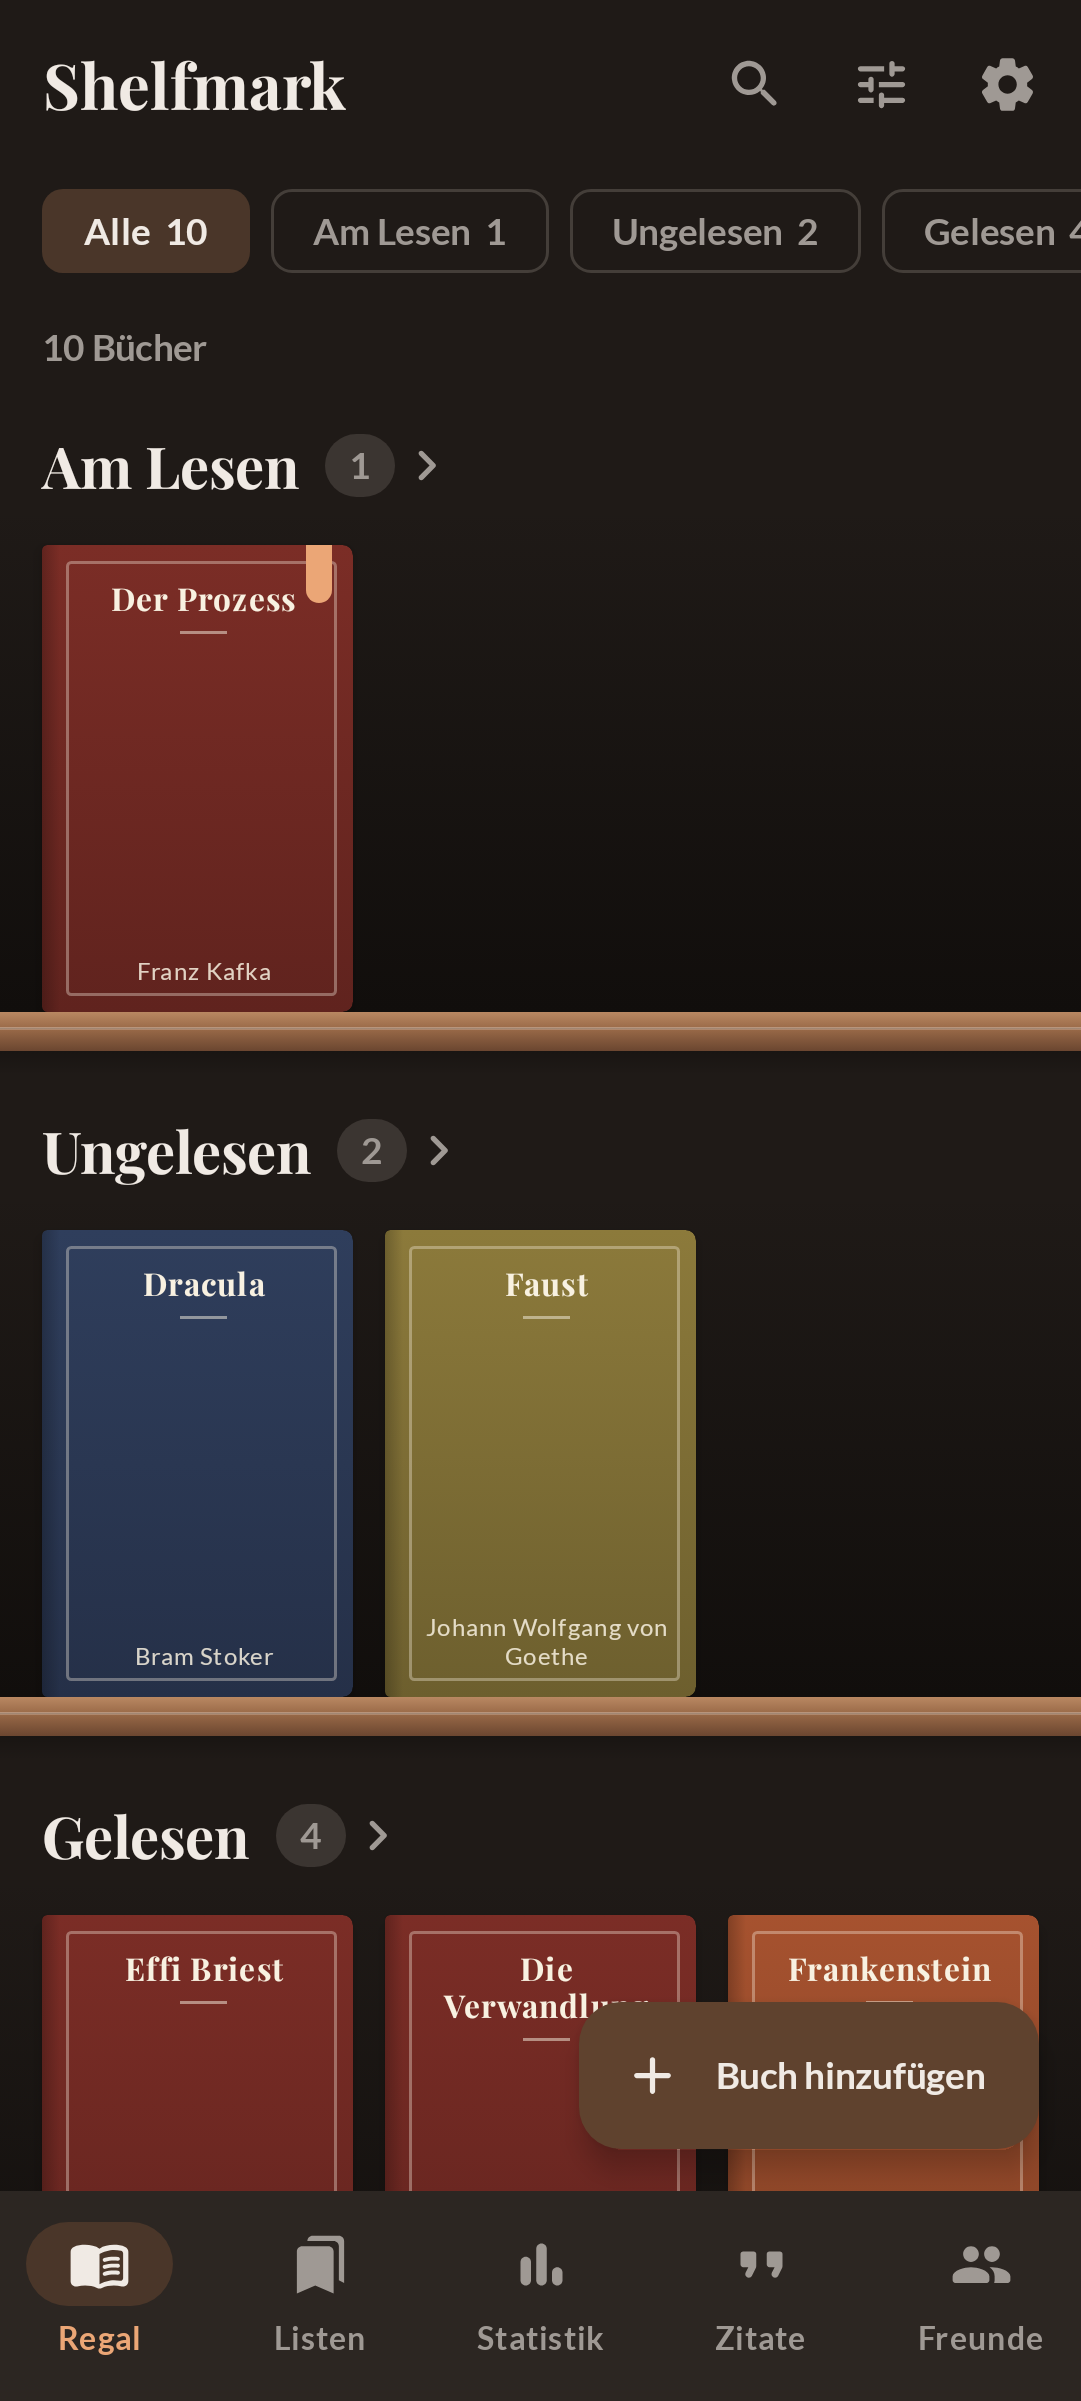 Shelfmark
Alle 10
Am Lesen 1
Ungelesen 2
Gelesen
10 Bücher
Am Lesen 1
Der Prozess
Franz Kafka
Ungelesen 2
Dracula
Bram Stoker
Faust
Johann Wolfgang von
Goethe
Gelesen 4
Effi Briest
Die
Frankenstein
Buch hinzufügen
Regal
Listen
Statistik
Zitate
Freunde